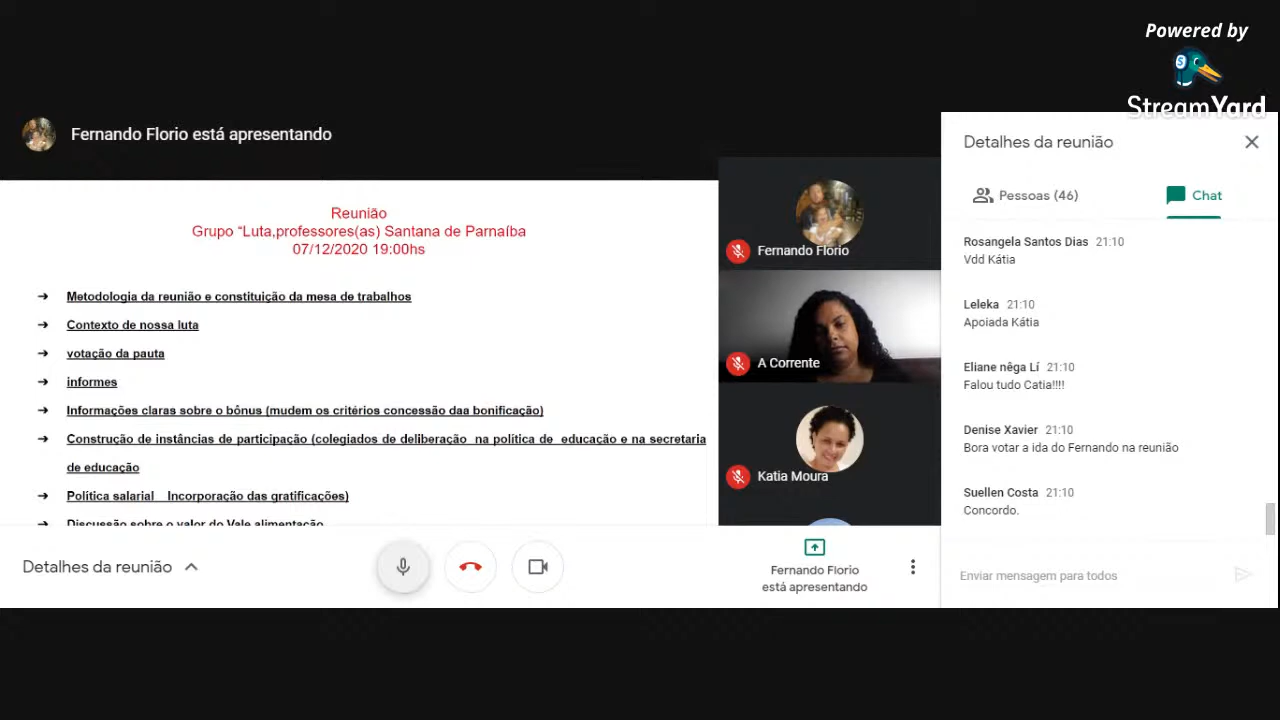 Powered by
StreamYard
Fernando Florio está apresentando
Reunião
Grupo “Luta,professores(as) Santana de Parnaíba
07/12/2020 19:00hs
➔ Metodologia da reunião e constituição da mesa de trabalhos
➔ Contexto de nossa luta
➔ votação da pauta
➔ informes
➔ Informações claras sobre o bônus (mudem os critérios concessão daa bonificação)
➔ Construção de instâncias de participação (colegiados de deliberação na política de educação e na secretaria
de educação
➔ Política salarial Incorporação das gratificações)
➔ Discussão sobre o valor do Vale alimentação
Fernando Florio
A Corrente
Katia Moura
Detalhes da reunião
Pessoas (46)
Chat
Rosangela Santos Dias 21:10
Vdd Kátia
Leleka 21:10
Apoiada Kátia
Eliane nêga Lí 21:10
Falou tudo Catia!!!!
Denise Xavier 21:10
Bora votar a ida do Fernando na reunião
Suellen Costa 21:10
Concordo.
Enviar mensagem para todos
Detalhes da reunião
Fernando Florio
está apresentando